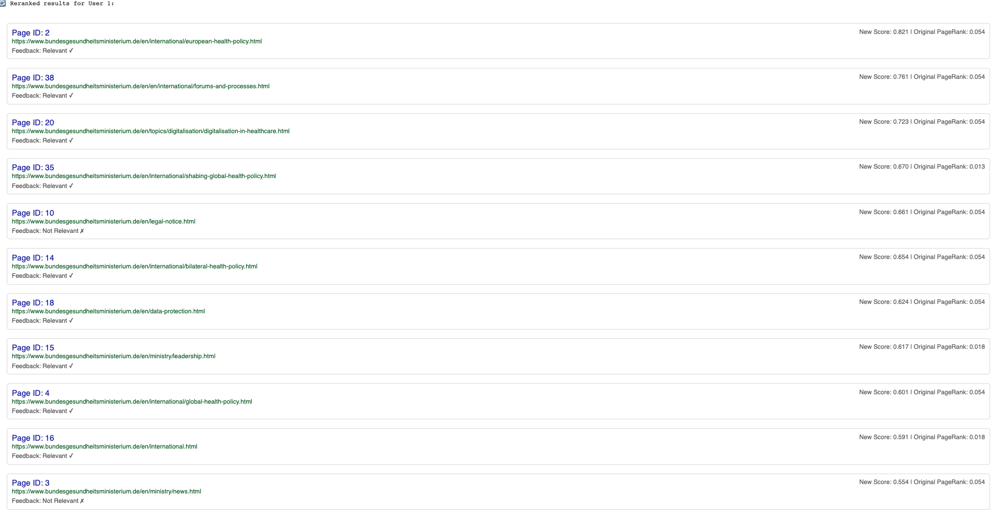 Reranked results for User 1:
Page ID: 2
New Score: 0.821 | Original PageRank: 0.054
https://www.bundesgesundheitsministerium.de/en/international/european-health-policy.html
Feedback: Relevant ✓
Page ID: 38
New Score: 0.761 | Original PageRank: 0.054
https://www.bundesgesundheitsministerium.de/en/en/international/forums-and-processes.html
Feedback: Relevant ✓
Page ID: 20
New Score: 0.723 | Original PageRank: 0.054
https://www.bundesgesundheitsministerium.de/en/topics/digitalisation/digitalisation-in-healthcare.html
Feedback: Relevant ✓
Page ID: 35
New Score: 0.670 | Original PageRank: 0.013
https://www.bundesgesundheitsministerium.de/en/international/shabing-global-health-policy.html
Feedback: Relevant ✓
Page ID: 10
New Score: 0.661 | Original PageRank: 0.054
https://www.bundesgesundheitsministerium.de/en/legal-notice.html
Feedback: Not Relevant ✗
Page ID: 14
New Score: 0.654 | Original PageRank: 0.054
https://www.bundesgesundheitsministerium.de/en/international/bilateral-health-policy.html
Feedback: Relevant ✓
Page ID: 18
New Score: 0.624 | Original PageRank: 0.054
https://www.bundesgesundheitsministerium.de/en/data-protection.html
Feedback: Relevant ✓
Page ID: 15
New Score: 0.617 | Original PageRank: 0.018
https://www.bundesgesundheitsministerium.de/en/ministry/leadership.html
Feedback: Relevant ✓
Page ID: 4
New Score: 0.601 | Original PageRank: 0.054
https://www.bundesgesundheitsministerium.de/en/international/global-health-policy.html
Feedback: Relevant ✓
Page ID: 16
New Score: 0.591 | Original PageRank: 0.018
https://www.bundesgesundheitsministerium.de/en/international.html
Feedback: Relevant ✓
Page ID: 3
New Score: 0.554 | Original PageRank: 0.054
https://www.bundesgesundheitsministerium.de/en/ministry/news.html
Feedback: Not Relevant ✗